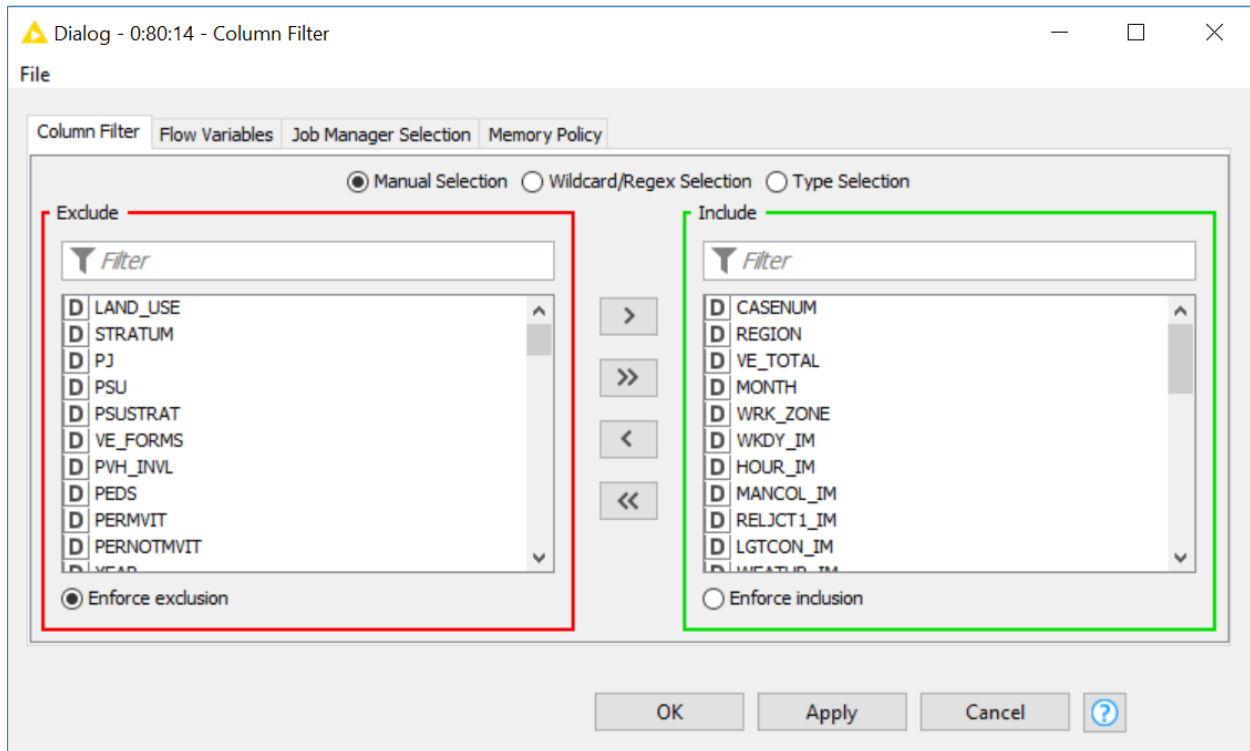 Dialog - 0:80:14 - Column Filter
File
Column Filter Flow Variables Job Manager Selection Memory Policy
Manual Selection Wildcard/Regex Selection Type Selection
Exclude
Filter
D LAND_USE
D STRATUM
D PJ
D PSU
D PSUSTRAT
D VE_FORMS
D PVH_INVL
D PEDS
D PERMVIT
D PERNOTMVIT
D YEAR
Enforce exclusion
>
>>
<
<<
Include
Filter
D CASENUM
D REGION
D VE_TOTAL
D MONTH
D WRK_ZONE
D WKDY_IM
D HOUR_IM
D MANCOL_IM
D RELJCT1_IM
D LGTCON_IM
D WEATHR_IM
Enforce inclusion
OK Apply Cancel ?